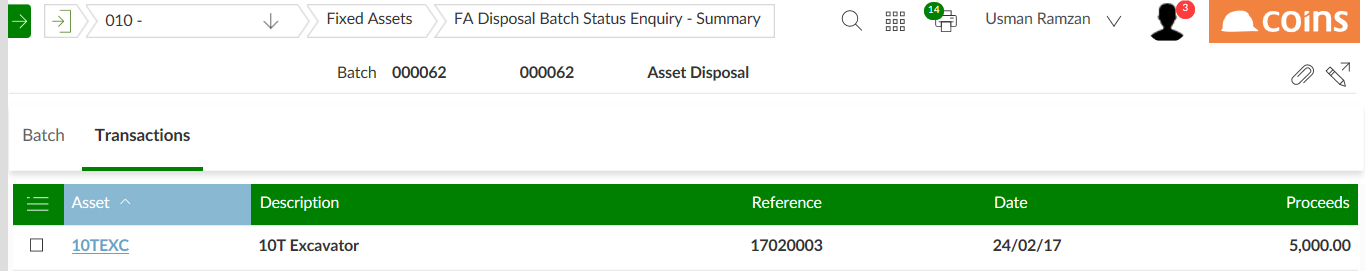 010 -
Fixed Assets
FA Disposal Batch Status Enquiry - Summary
14
Usman Ramzan
3
coins
Batch 000062 000062 Asset Disposal
Batch Transactions
Asset Description Reference Date Proceeds
10TEXC 10T Excavator 17020003 24/02/17 5,000.00